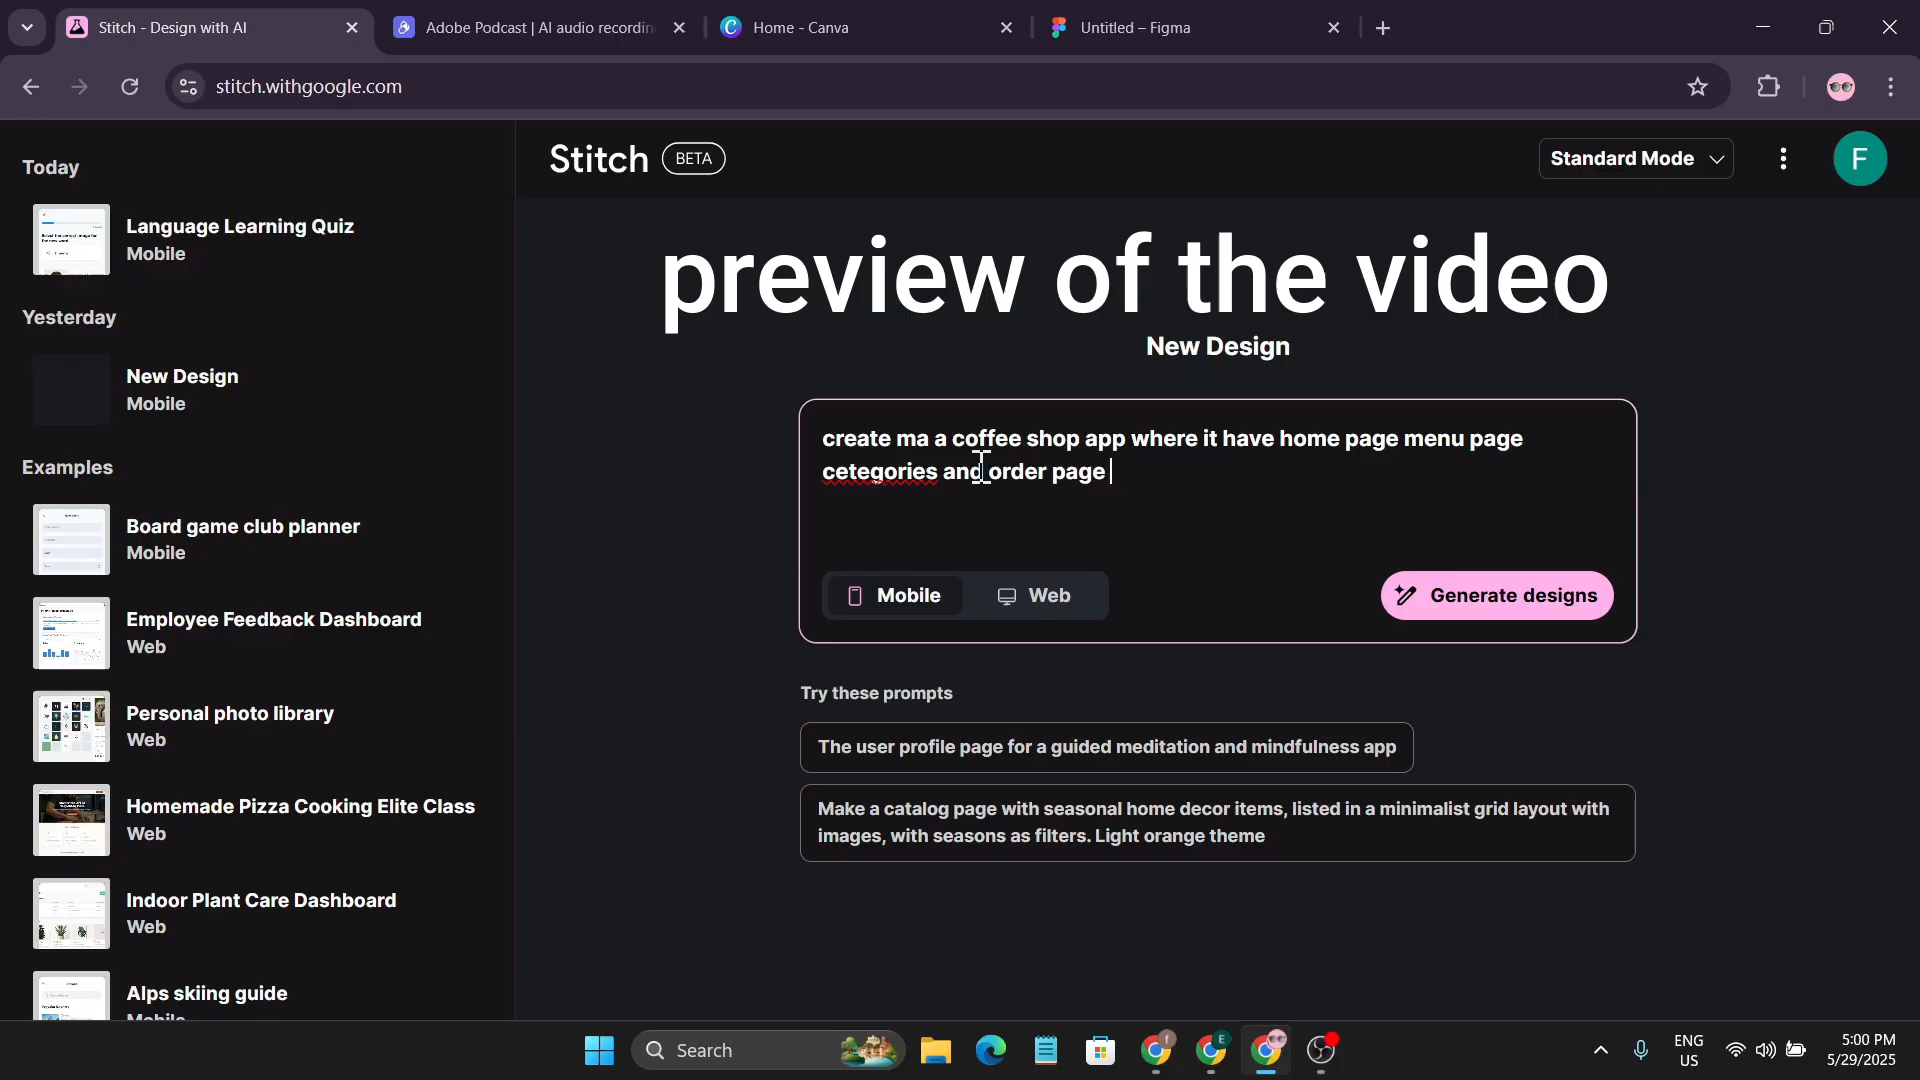 Stitch - Design with AI
Adobe Podcast | AI audio recordin
Home - Canva
Untitled – Figma
stitch.withgoogle.com
Today
Language Learning Quiz
Mobile
Yesterday
New Design
Mobile
Examples
Board game club planner
Mobile
Employee Feedback Dashboard
Web
Personal photo library
Web
Homemade Pizza Cooking Elite Class
Web
Indoor Plant Care Dashboard
Web
Alps skiing guide
Mobile
Stitch BETA
Standard Mode
F
preview of the video
New Design
create ma a coffee shop app where it have home page menu page
cetegories and order page
Mobile
Web
Generate designs
Try these prompts
The user profile page for a guided meditation and mindfulness app
Make a catalog page with seasonal home decor items, listed in a minimalist grid layout with
images, with seasons as filters. Light orange theme
Search
ENG
US
5:00 PM
5/29/2025